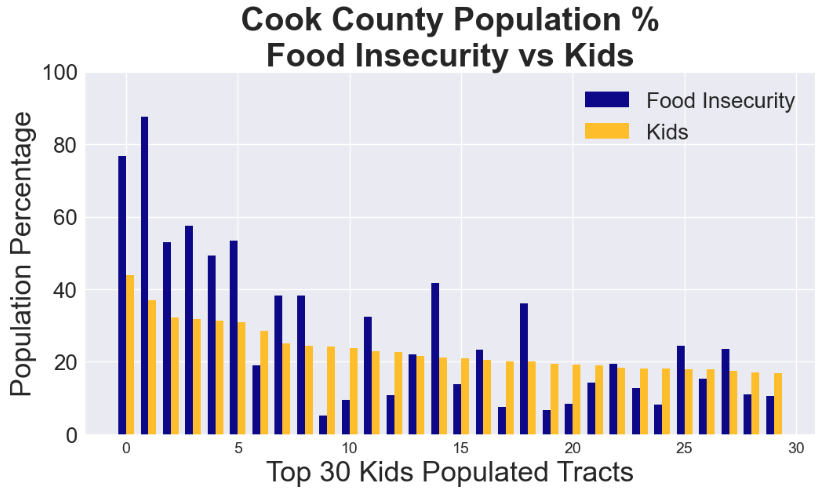 Cook County Population %
Food Insecurity vs Kids
Population Percentage
100
80
60
40
20
0
Food Insecurity
Kids
0 5 10 15 20 25 30
Top 30 Kids Populated Tracts